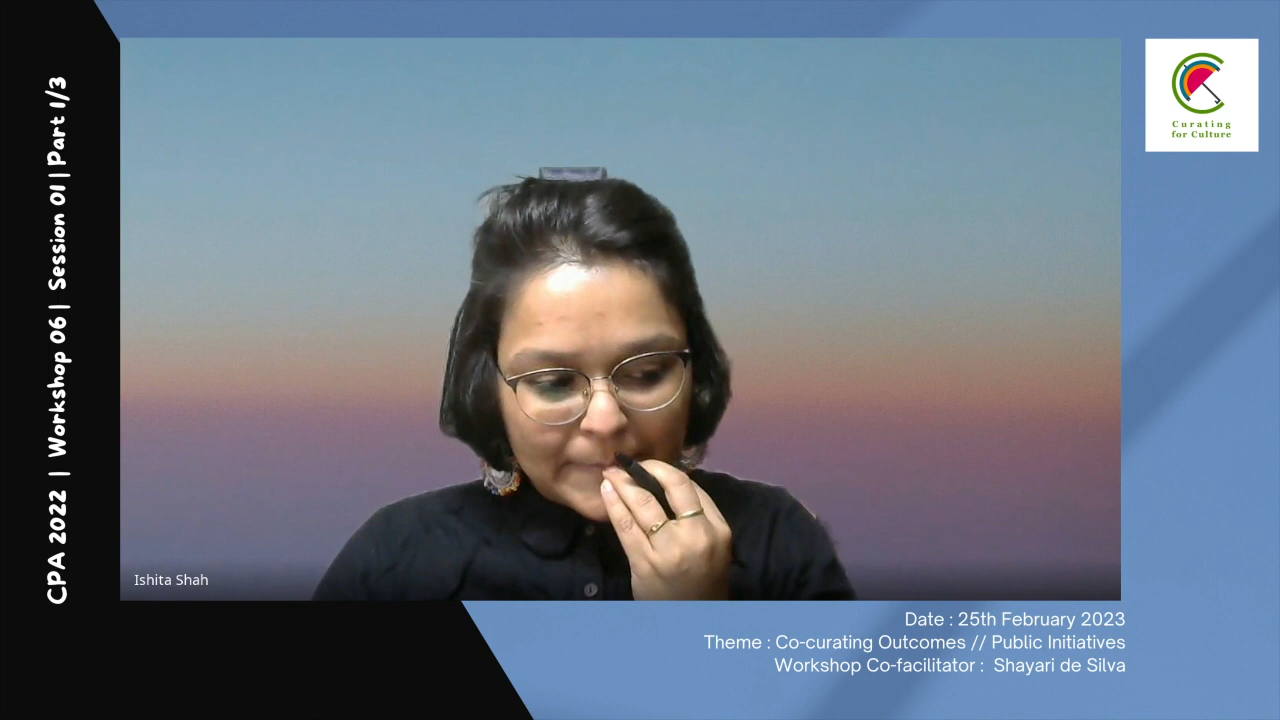 CPA 2022 | Workshop 06 | Session 01 | Part 1/3
Curating
for Culture
Ishita Shah
Date : 25th February 2023
Theme : Co-curating Outcomes // Public Initiatives
Workshop Co-facilitator : Shayari de Silva